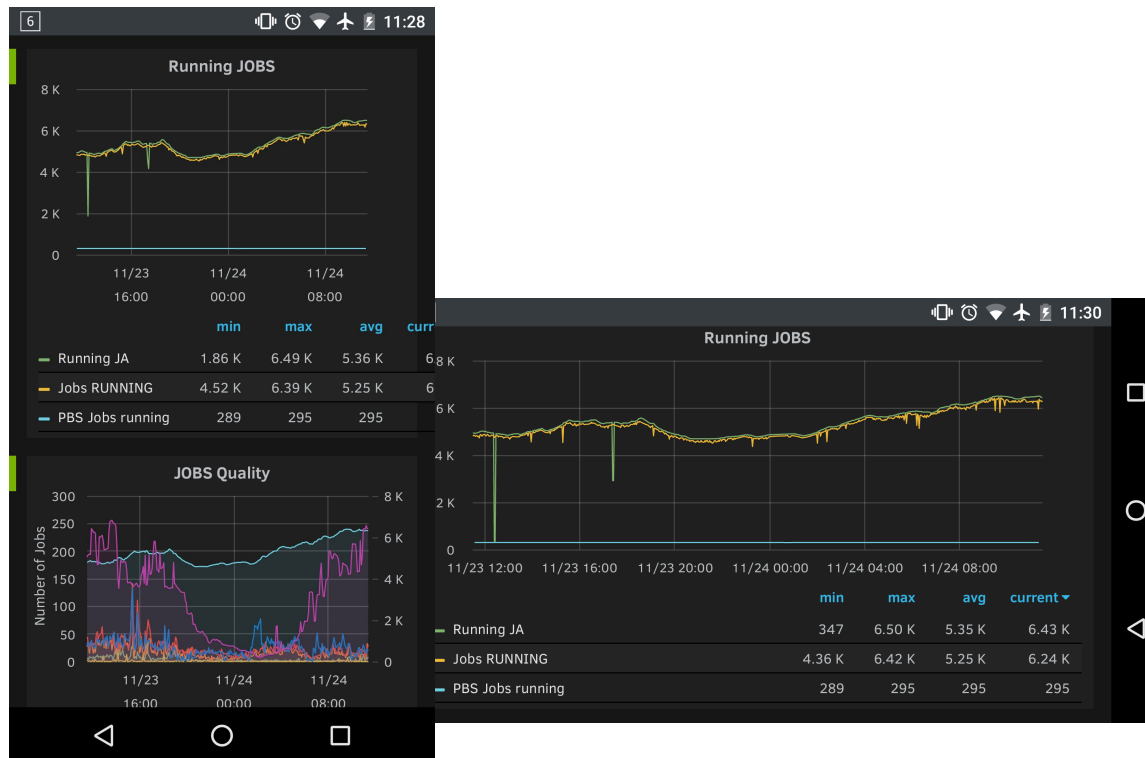 6
11:28
Running JOBS
8 K
6 K
4 K
2 K
0
11/23 11/24 11/24
16:00 00:00 08:00
min max avg curr
Running JA 1.86 K 6.49 K 5.36 K 6
Jobs RUNNING 4.52 K 6.39 K 5.25 K 6
PBS Jobs running 289 295 295
JOBS Quality
Number of Jobs
300 8 K
250
6 K
200
150 4 K
100
2 K
50
0 0
11/23 11/24 11/24
16:00 00:00 08:00
11:30
Running JOBS
8 K
6 K
4 K
2 K
0
11/23 12:00 11/23 16:00 11/23 20:00 11/24 00:00 11/24 04:00 11/24 08:00
min max avg current
Running JA 347 6.50 K 5.35 K 6.43 K
Jobs RUNNING 4.36 K 6.42 K 5.25 K 6.24 K
PBS Jobs running 289 295 295 295